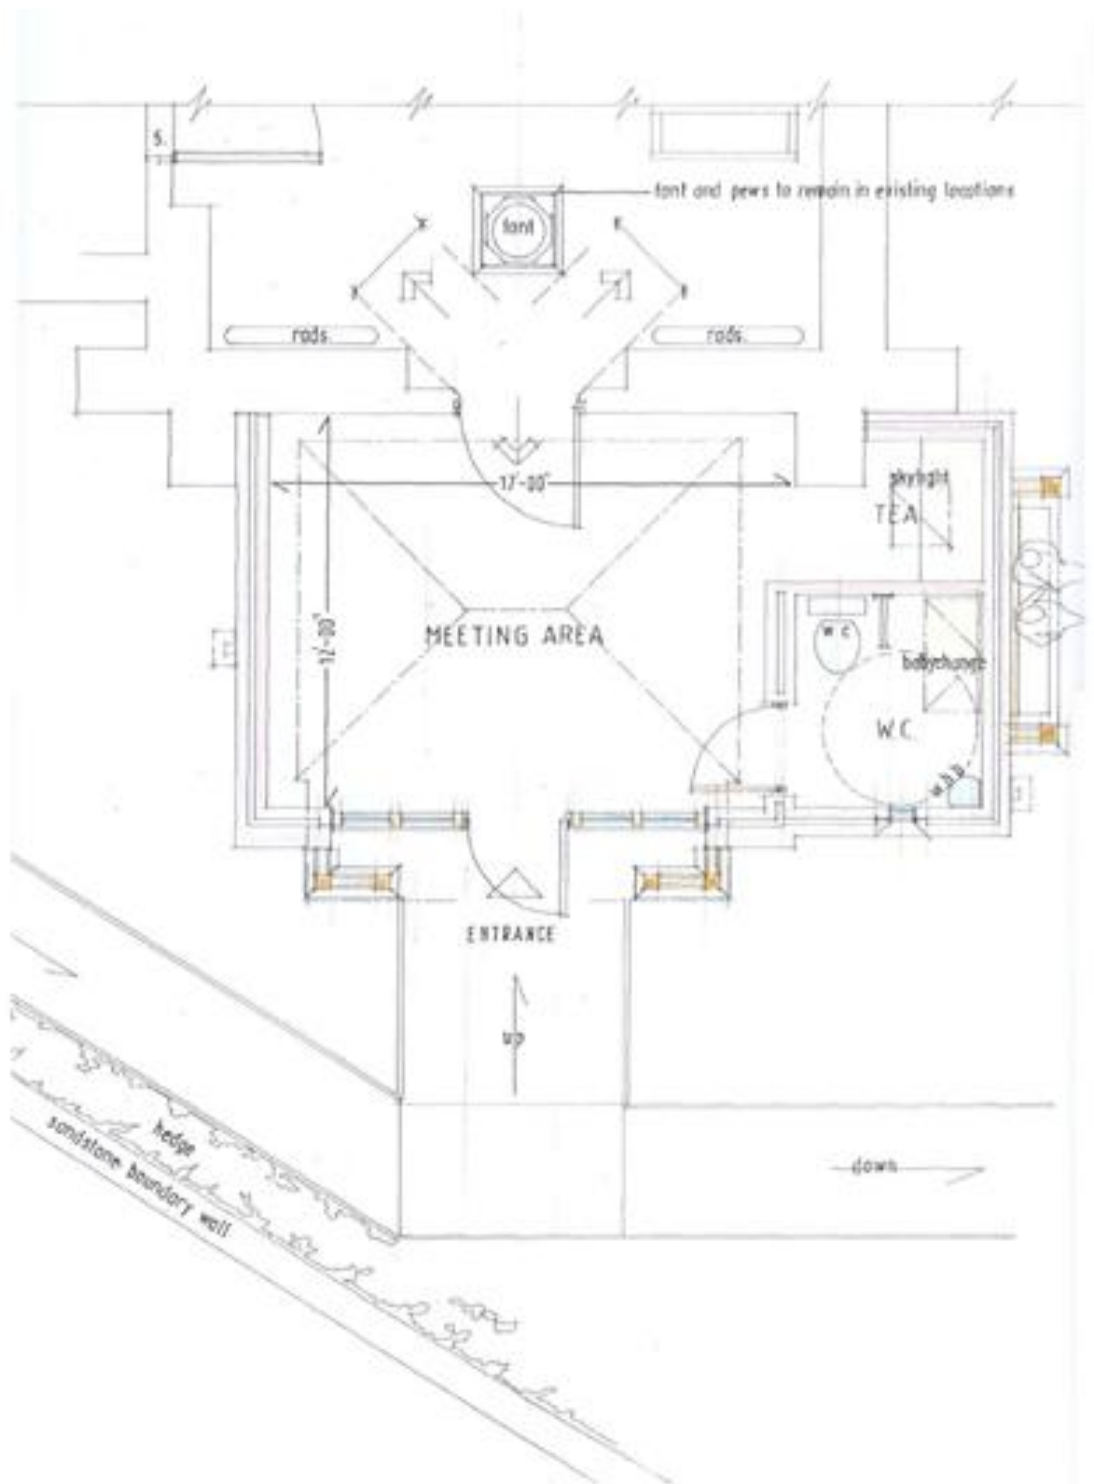 S.
font and pews to remain in existing locations
font
rads.
rads.
17'-00"
skylight
TEA
12'-00"
MEETING AREA
W C
babychange
W.C.
w.h.b
ENTRANCE
up
hedge
sandstone boundary wall
down